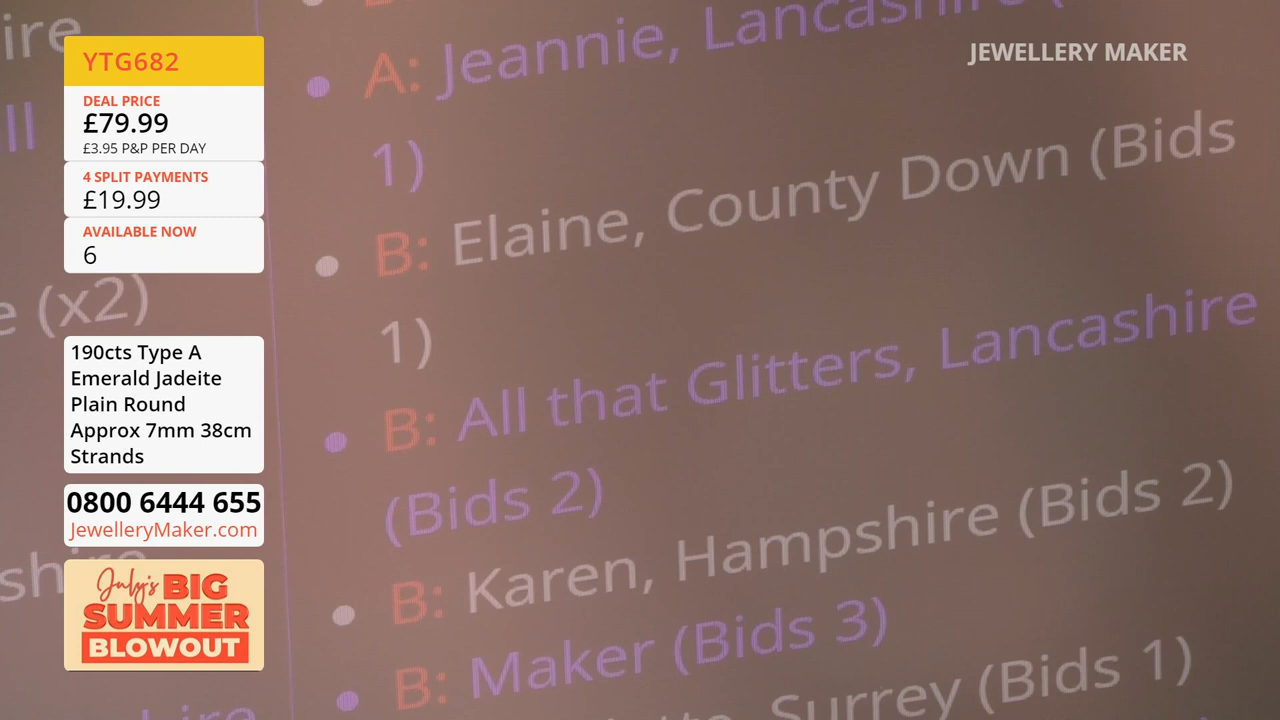 YTG682
DEAL PRICE
£79.99
£3.95 P&P PER DAY
4 SPLIT PAYMENTS
£19.99
AVAILABLE NOW
6
190cts Type A
Emerald Jadeite
Plain Round
Approx 7mm 38cm
Strands
0800 6444 655
JewelleryMaker.com
July's BIG
SUMMER
BLOWOUT
JEWELLERY MAKER
(x2)
A: Jeannie, Lancashire (
1)
B: Elaine, County Down (Bids
1)
B: All that Glitters, Lancashire
(Bids 2)
B: Karen, Hampshire (Bids 2)
B: Maker (Bids 3)
Surrey (Bids 1)